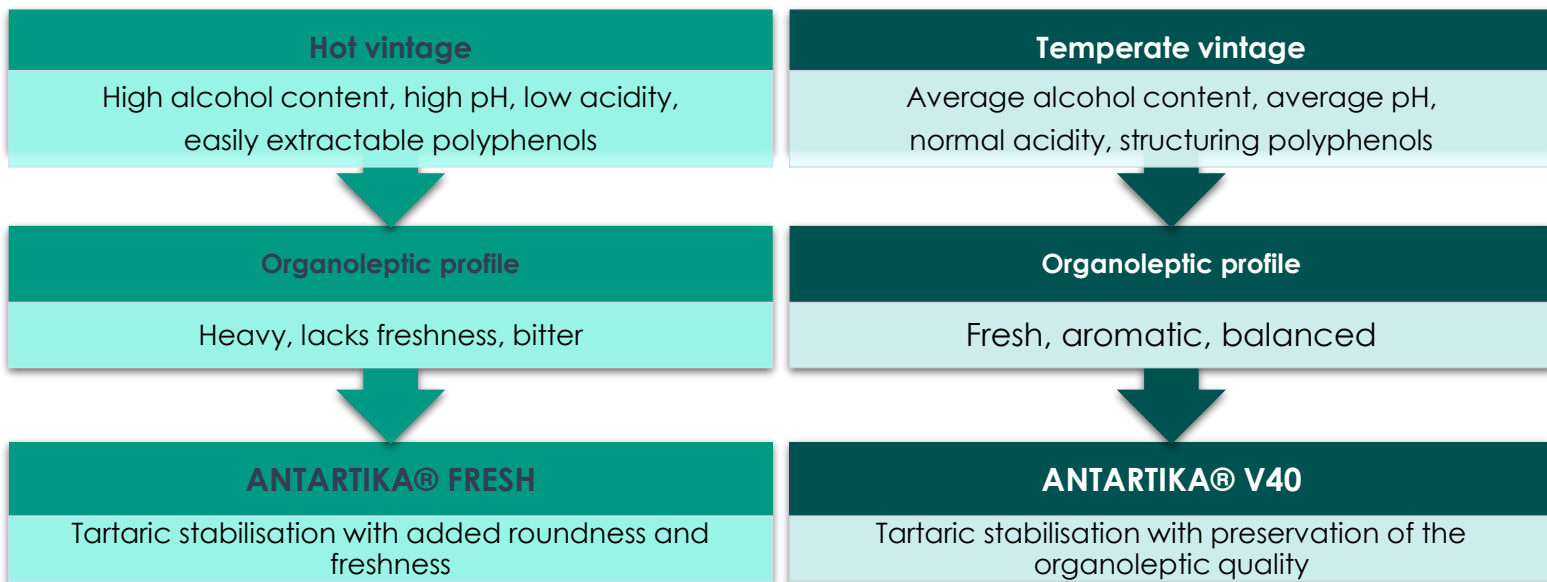 Hot vintage
High alcohol content, high pH, low acidity,
easily extractable polyphenols
Organoleptic profile
Heavy, lacks freshness, bitter
ANTARTIKA® FRESH
Tartaric stabilisation with added roundness and
freshness
Temperate vintage
Average alcohol content, average pH,
normal acidity, structuring polyphenols
Organoleptic profile
Fresh, aromatic, balanced
ANTARTIKA® V40
Tartaric stabilisation with preservation of the
organoleptic quality